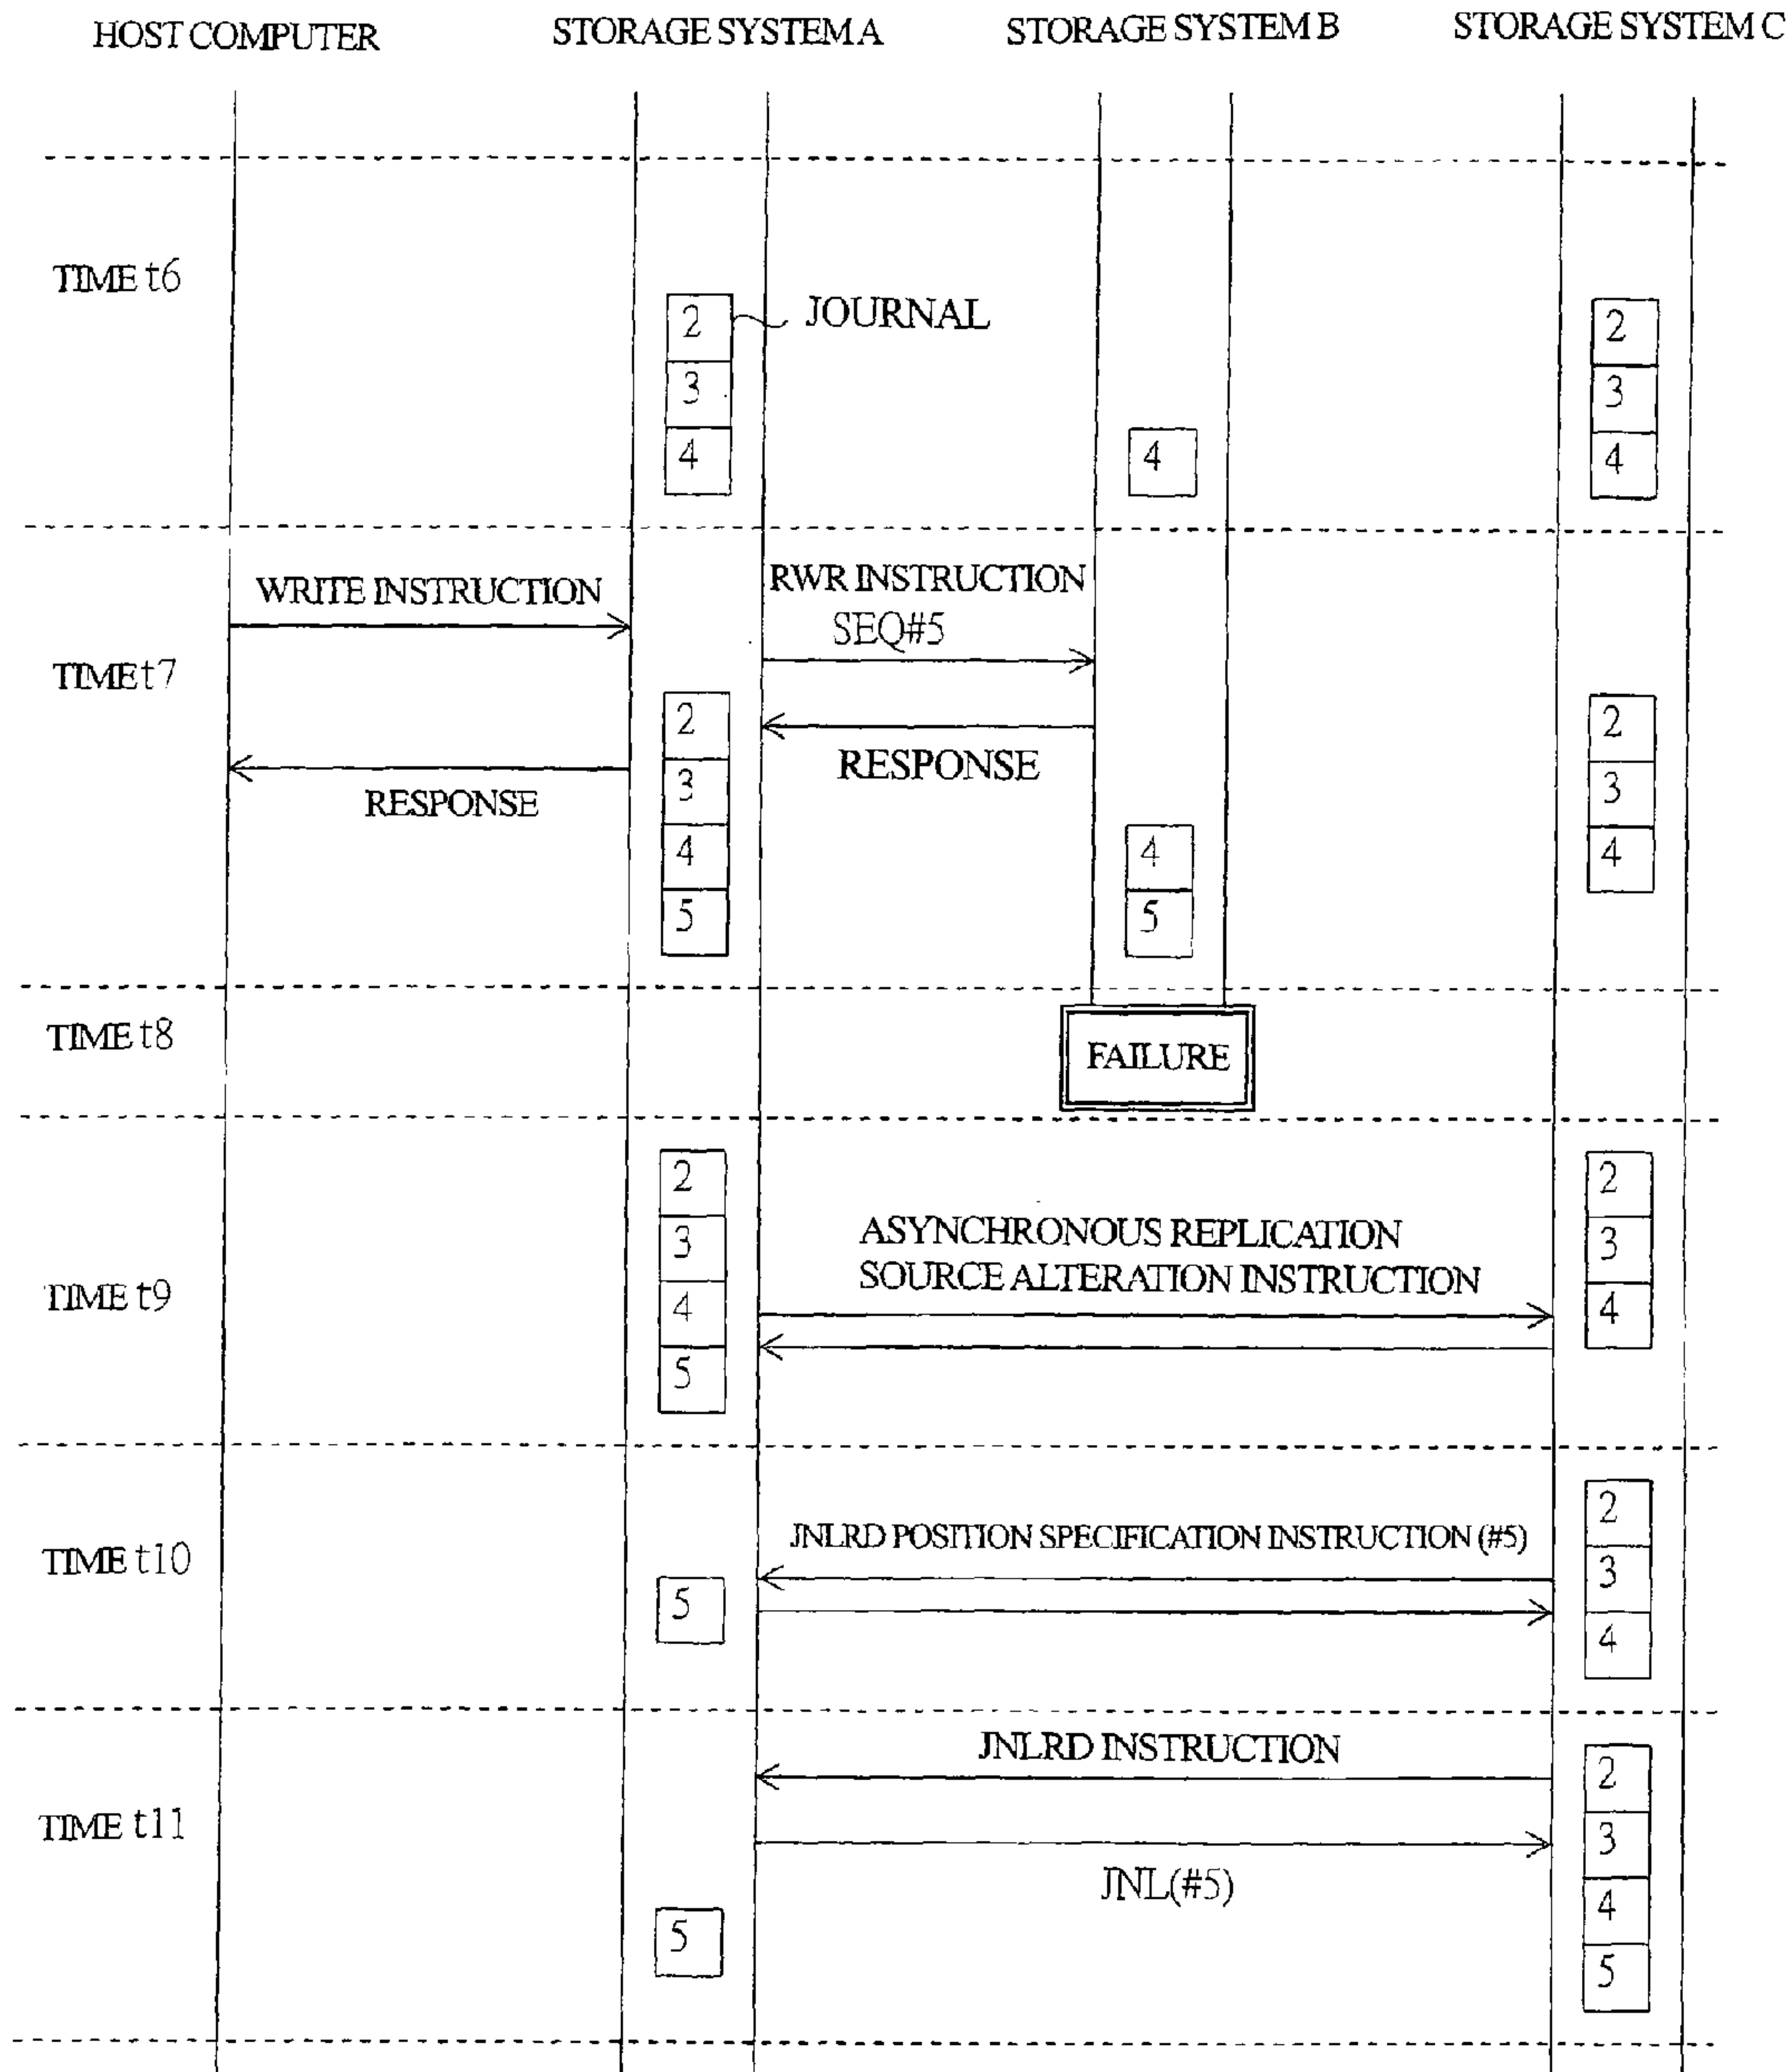 HOST COMPUTER STORAGE SYSTEM A STORAGE SYSTEM B STORAGE SYSTEM C
TIME t6
2 JOURNAL 2
3 3
4 4 4
WRITE INSTRUCTION RWR INSTRUCTION
SEQ#5
TIME t7
2 2
RESPONSE
3 3
RESPONSE
4 4 4
5 5
TIME t8
FAILURE
2 2
3 ASYNCHRONOUS REPLICATION 3
SOURCE ALTERATION INSTRUCTION
TIME t9
4 4
5
2
JNLRD POSITION SPECIFICATION INSTRUCTION (#5)
TIME t10
3
5
4
JNLRD INSTRUCTION
2
TIME t11
3
JNL(#5)
4
5
5